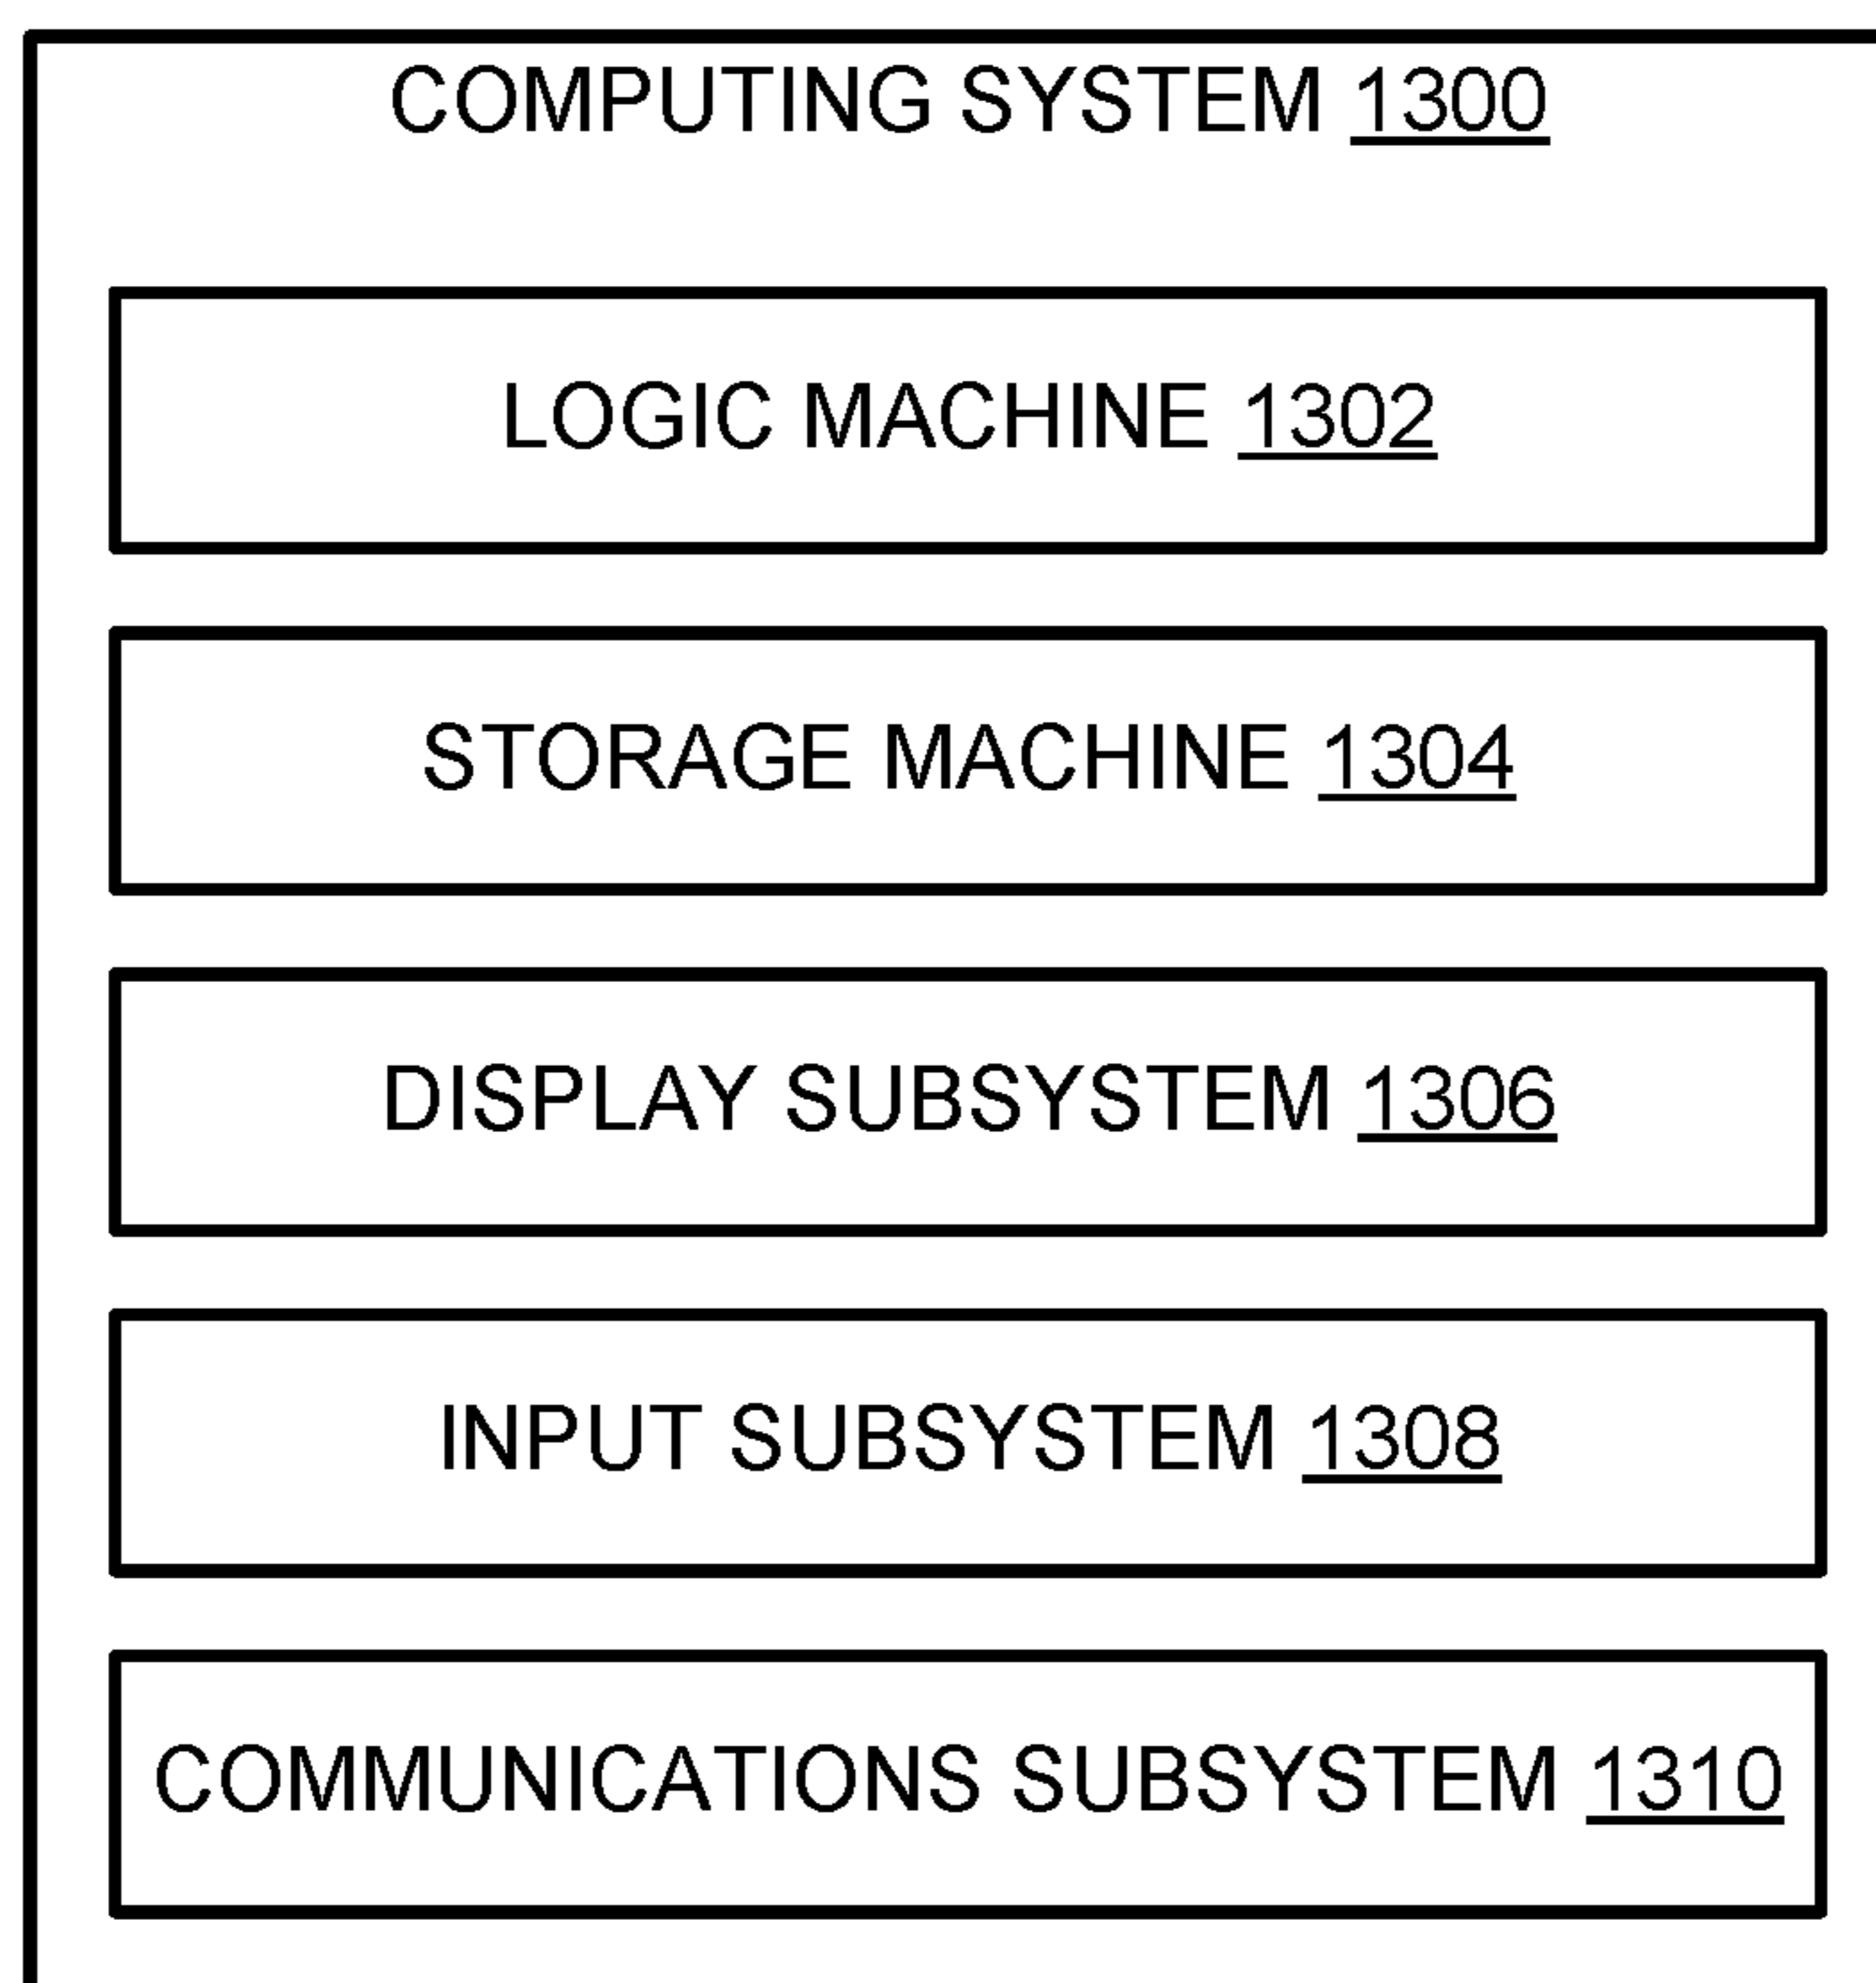 COMPUTING SYSTEM 1300
LOGIC MACHINE 1302
STORAGE MACHINE 1304
DISPLAY SUBSYSTEM 1306
INPUT SUBSYSTEM 1308
COMMUNICATIONS SUBSYSTEM 1310